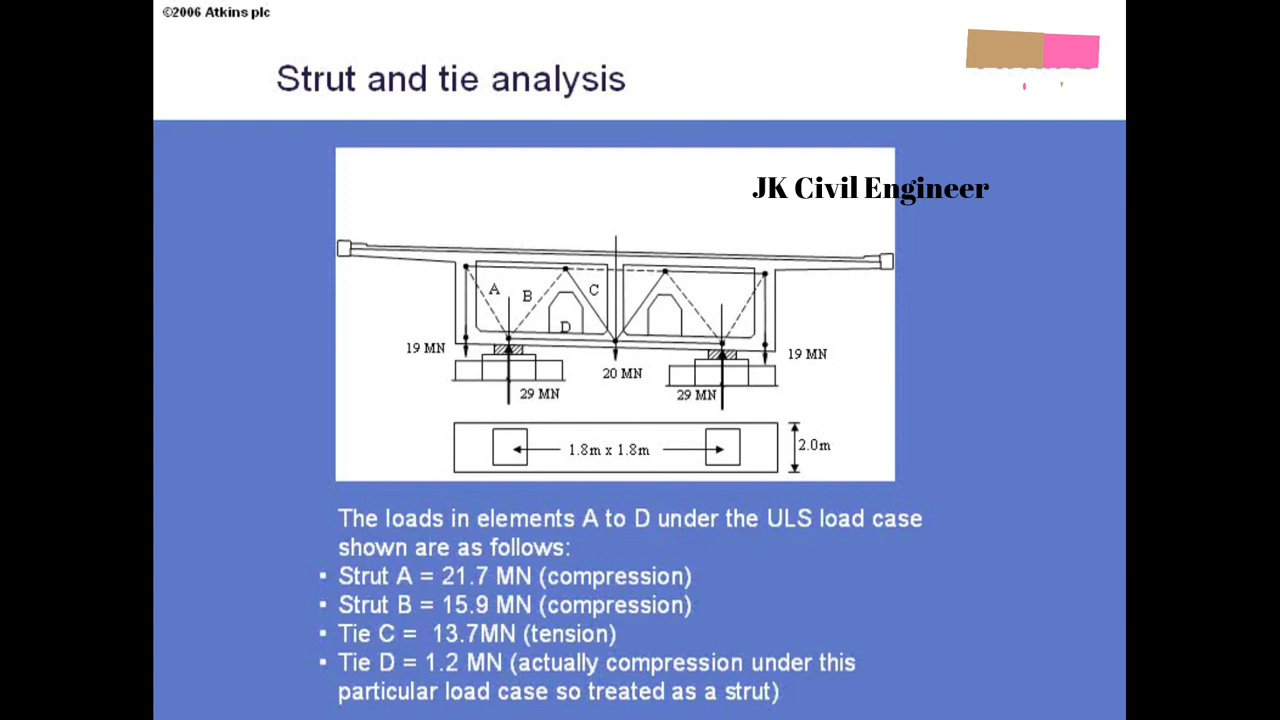 ©2006 Atkins plc
Strut and tie analysis
JK Civil Engineer
A
B
C
D
19 MN
19 MN
20 MN
29 MN
29 MN
1.8m x 1.8m
2.0m
The loads in elements A to D under the ULS load case
shown are as follows:
▪ Strut A = 21.7 MN (compression)
▪ Strut B = 15.9 MN (compression)
▪ Tie C = 13.7MN (tension)
▪ Tie D = 1.2 MN (actually compression under this
particular load case so treated as a strut)